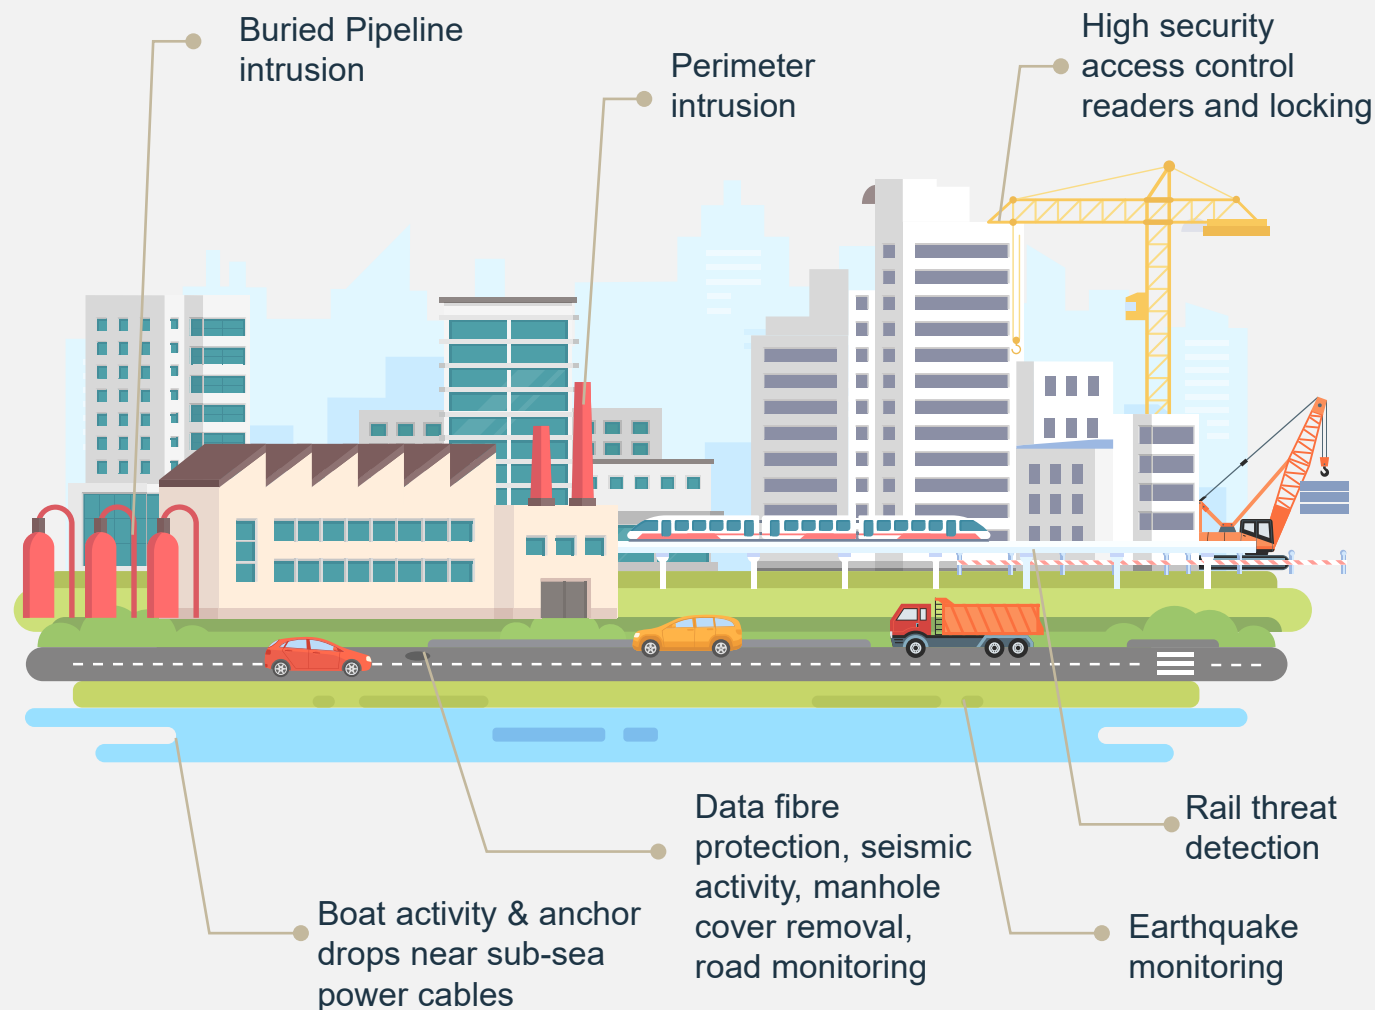 Buried Pipeline
intrusion
Perimeter
intrusion
High security
access control
readers and locking
Data fibre
protection, seismic
activity, manhole
cover removal,
road monitoring
Rail threat
detection
Boat activity & anchor
drops near sub-sea
power cables
Earthquake
monitoring